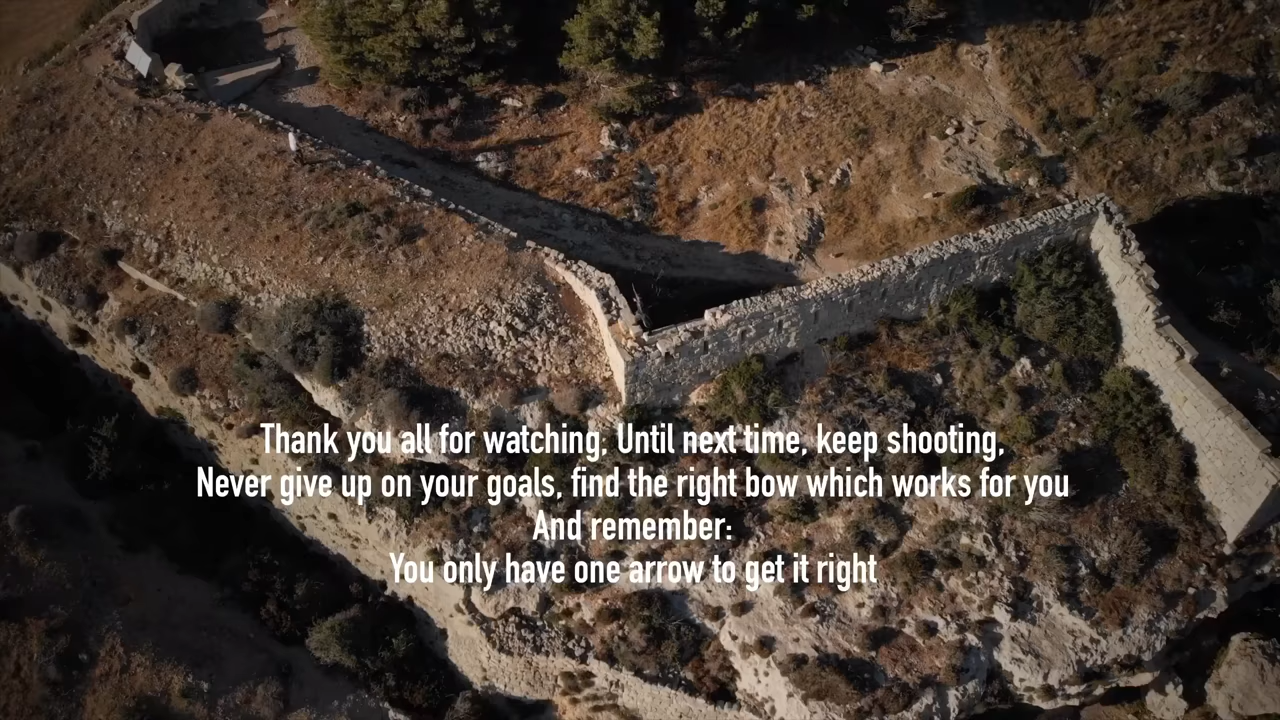 Thank you all for watching, Until next time, keep shooting,
Never give up on your goals, find the right bow which works for you
And remember:
You only have one arrow to get it right